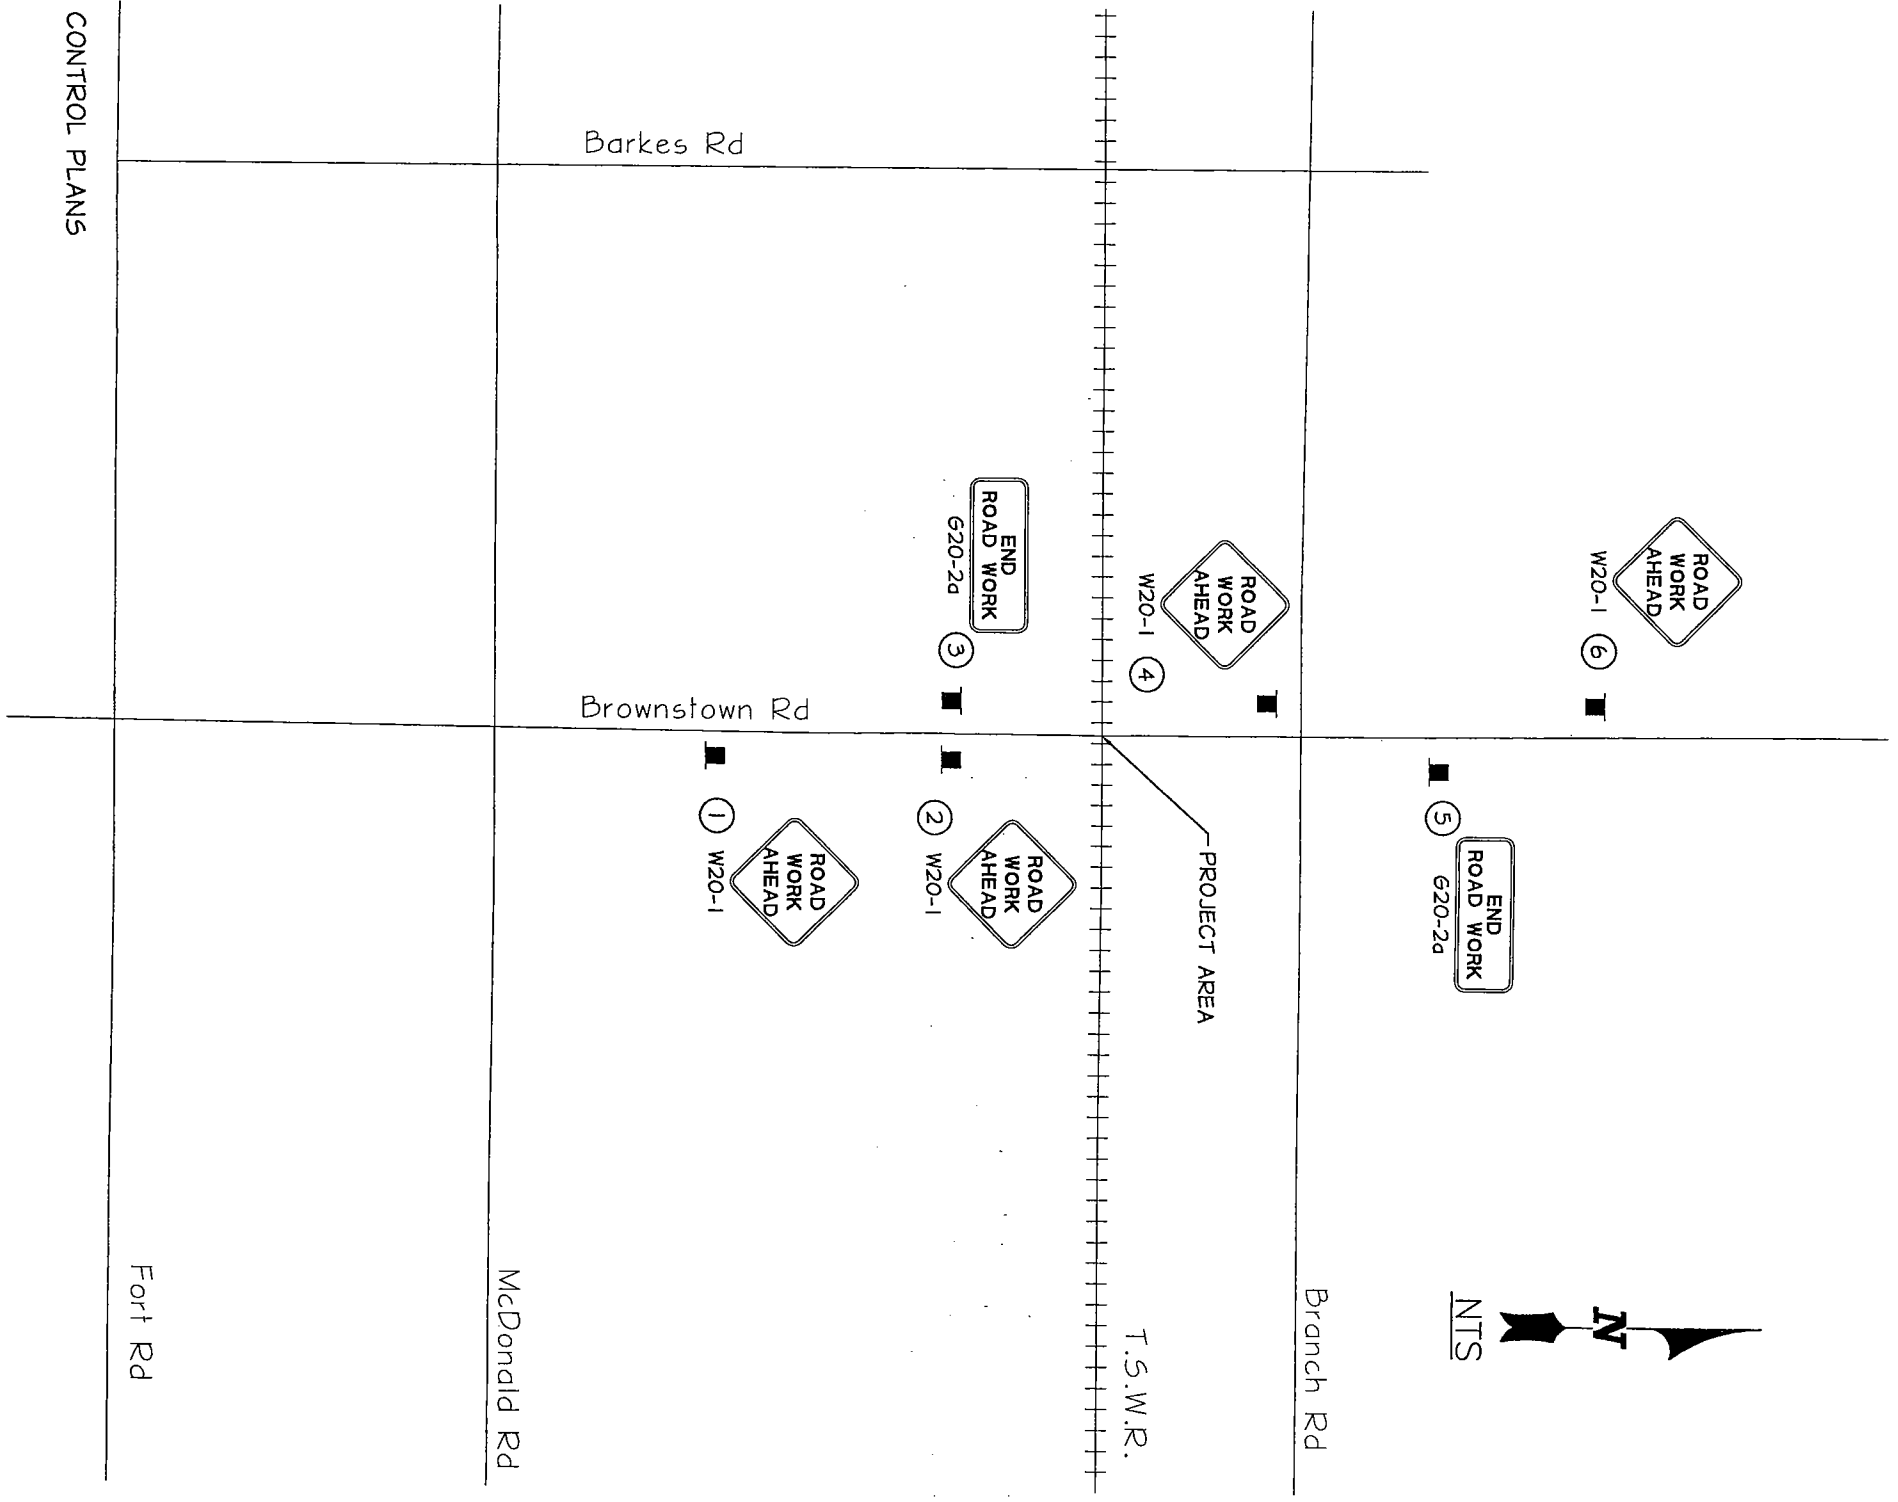 CONTROL PLANS
Barkes Rd
Brownstown Rd
Fort Rd
McDonald Rd
T.S.W.R.
Branch Rd
PROJECT AREA
NTS
N
ROAD
WORK
AHEAD
W20-1
6
ROAD
WORK
AHEAD
W20-1
4
END
ROAD WORK
G20-2a
3
5
END
ROAD WORK
G20-2a
2
ROAD
WORK
AHEAD
W20-1
1
ROAD
WORK
AHEAD
W20-1